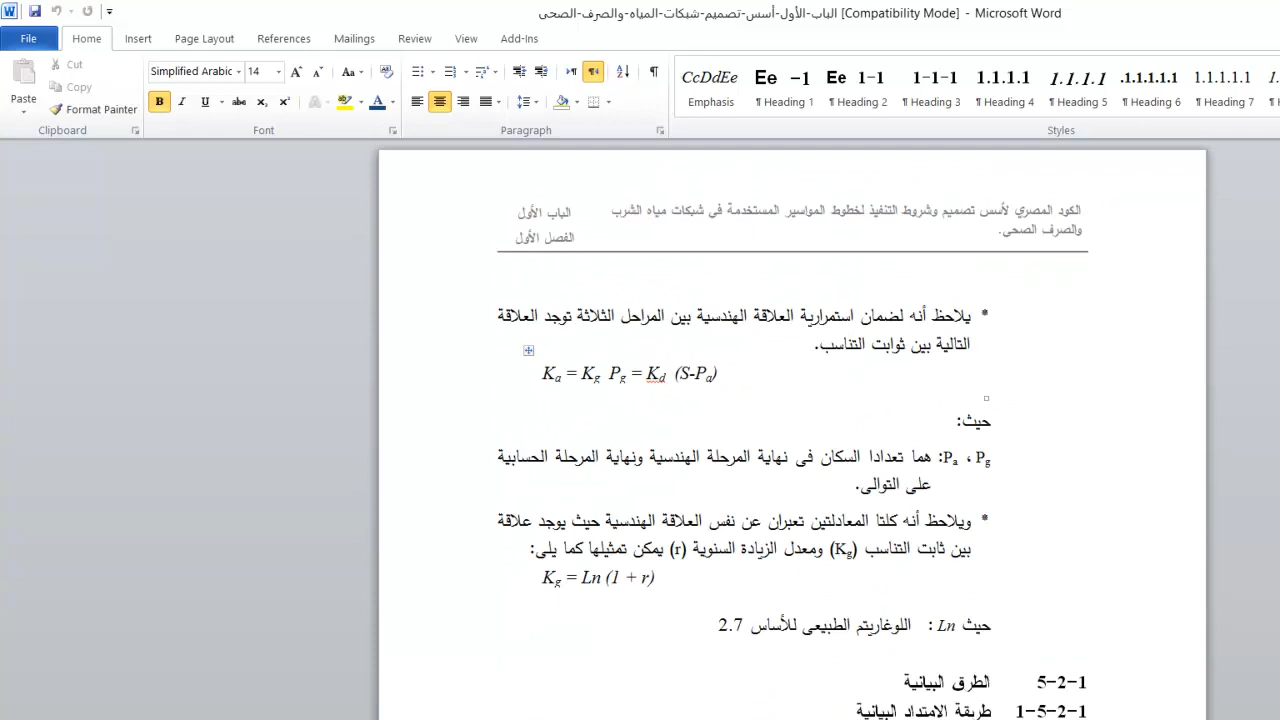 الباب-الأول-أسس-تصميم-شبكات-المياه-والصرف-الصحى [Compatibility Mode] - Microsoft Word
File Home Insert Page Layout References Mailings Review View Add-Ins
Cut
Copy
Format Painter
Paste
Simplified Arabic 14
CcDdEe Ee -1 Ee 1-1 1-1-1 1.1.1.1 1.1.1.1 .1.1.1.1.1 1.1.1.1.1 1.1.1.1.1
Emphasis ¶ Heading 1 ¶ Heading 2 ¶ Heading 3 ¶ Heading 4 ¶ Heading 5 ¶ Heading 6 ¶ Heading 7
Clipboard Font Paragraph Styles
الكود المصري لأسس تصميم وشروط التنفيذ لخطوط المواسير المستخدمة فى شبكات مياه الشرب
والصرف الصحى.
الباب الأول
الفصل الأول
* يلاحظ أنه لضمان استمرارية العلاقة الهندسية بين المراحل الثلاثة توجد العلاقة
التالية بين ثوابت التناسب.
Ka = Kg Pg = Kd (S-Pa)
حيث:
Pg ، Pa: هما تعدادا السكان فى نهاية المرحلة الهندسية ونهاية المرحلة الحسابية
على التوالى.
* ويلاحظ أنه كلتا المعادلتين تعبران عن نفس العلاقة الهندسية حيث يوجد علاقة
بين ثابت التناسب (Kg) ومعدل الزيادة السنوية (r) يمكن تمثيلها كما يلى:
Kg = Ln (1 + r)
حيث Ln : اللوغاريتم الطبيعى للأساس 2.7
5-2-1 الطرق البيانية
1-5-2-1 طريقة الامتداد البيانية